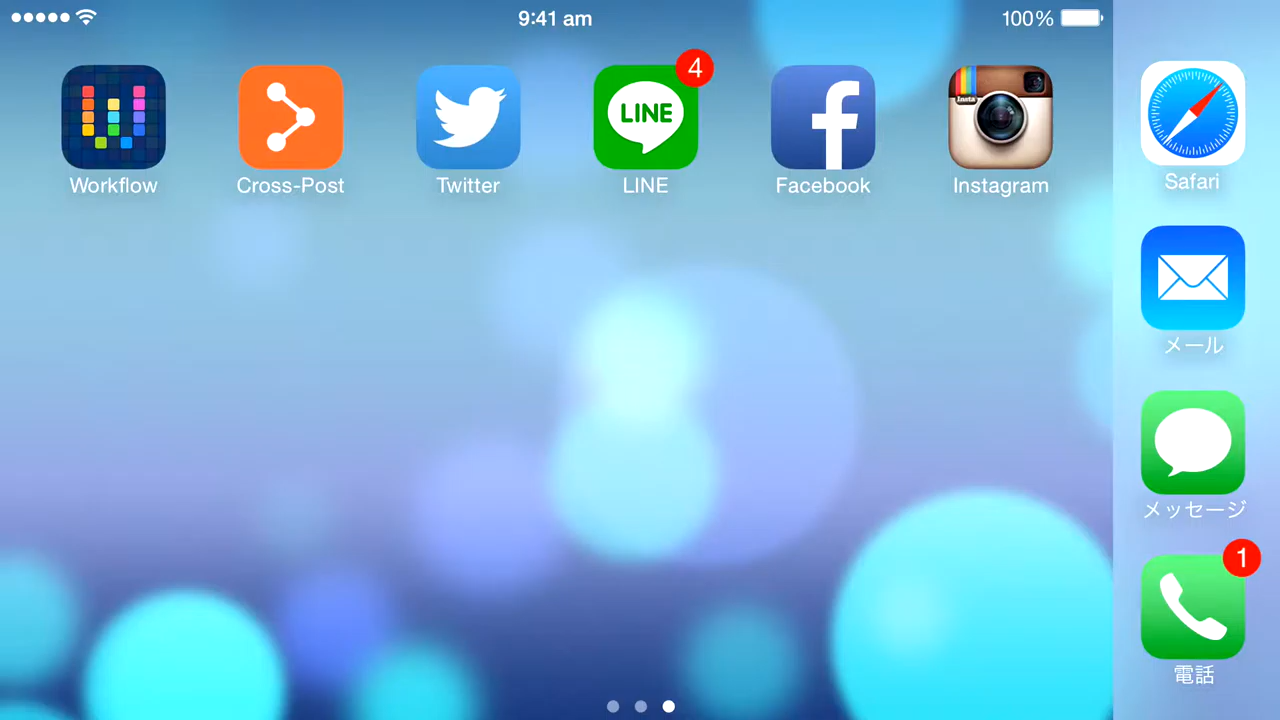 9:41 am
100%
4
LINE
Insta
Workflow
Cross-Post
Twitter
LINE
Facebook
Instagram
Safari
メール
メッセージ
1
電話